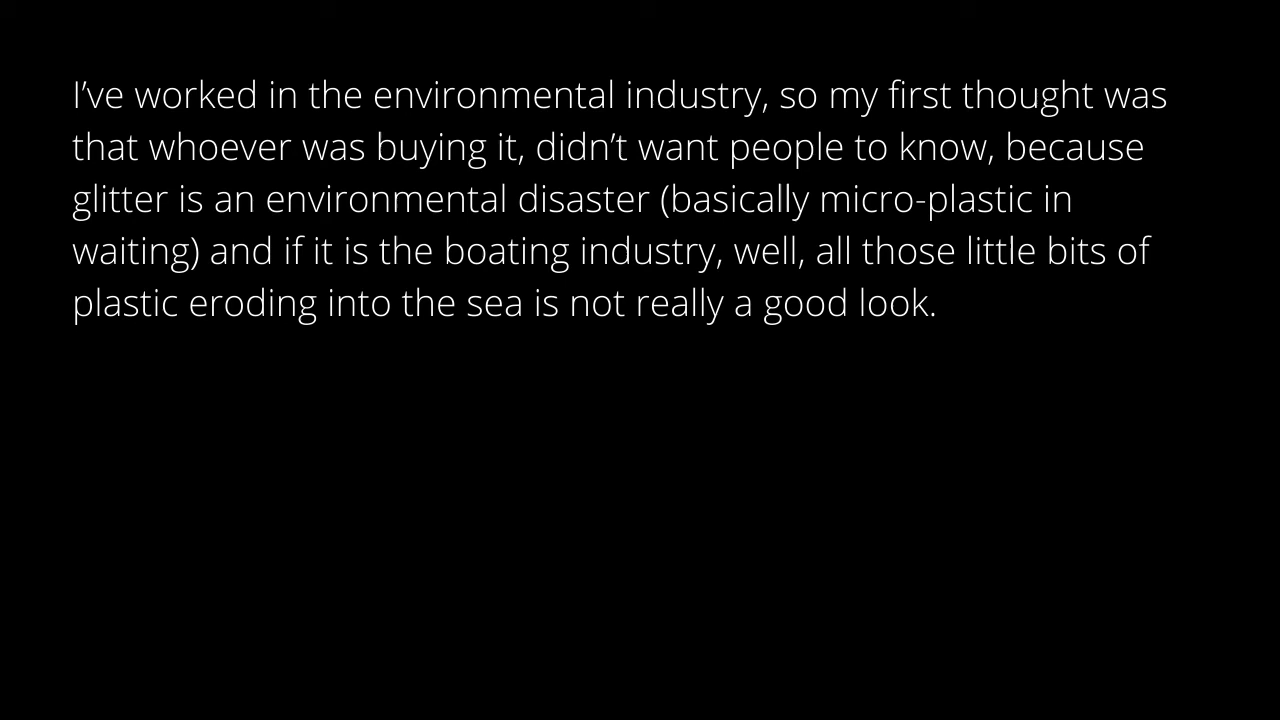 I’ve worked in the environmental industry, so my first thought was
that whoever was buying it, didn’t want people to know, because
glitter is an environmental disaster (basically micro-plastic in
waiting) and if it is the boating industry, well, all those little bits of
plastic eroding into the sea is not really a good look.